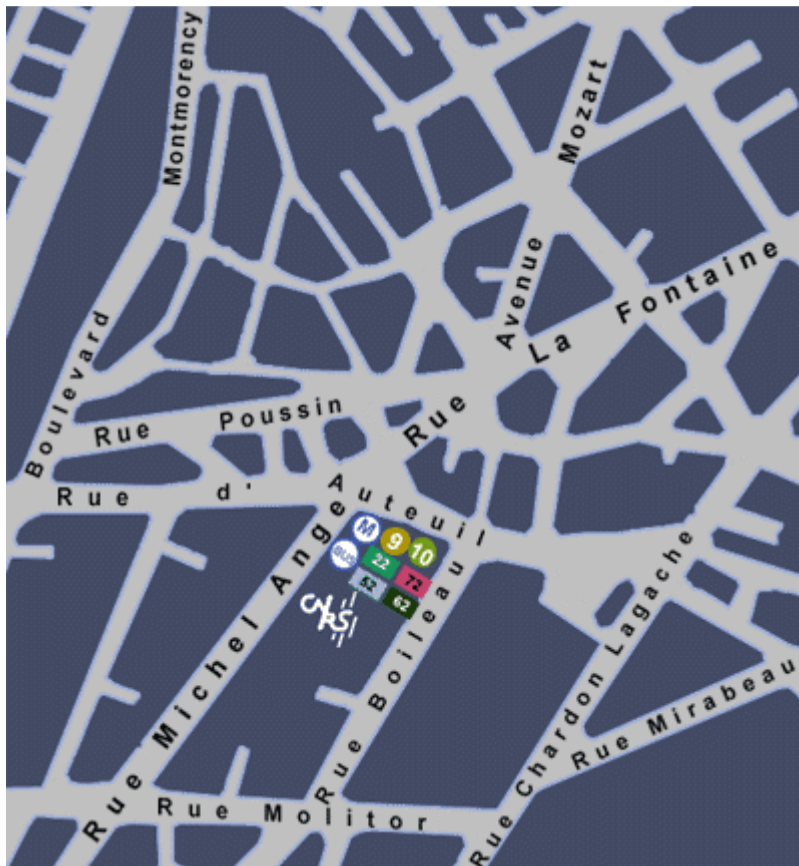 Boulevard Montmorency
Avenue Mozart
Rue La Fontaine
Rue Poussin
Rue d' Auteuil
M 9 10
BUS 22 72
52 62
CNRS
Rue Michel Ange
Rue Boileau
Rue Chardon Lagache
Rue Mirabeau
Rue Molitor